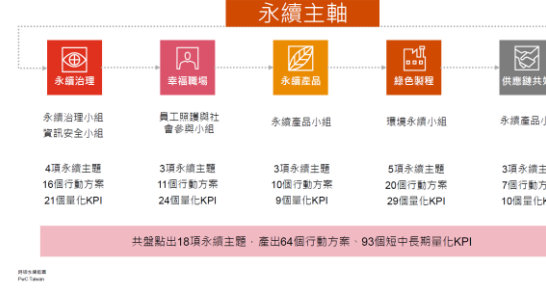 永續主軸
永續治理
幸福職場
永續產品
綠色製程
供應鏈共
永續治理小組
資訊安全小組
員工照護與社
會參與小組
永續產品小組
環境永續小組
永續產品小
4項永續主題
16個行動方案
21個量化KPI
3項永續主題
11個行動方案
24個量化KPI
3項永續主題
10個行動方案
9個量化KPI
5項永續主題
20個行動方案
29個量化KPI
3項永續主題
7個行動方
10個量化K
共盤點出18項永續主題，產出64個行動方案、93個短中長期量化KPI
PwC Taiwan